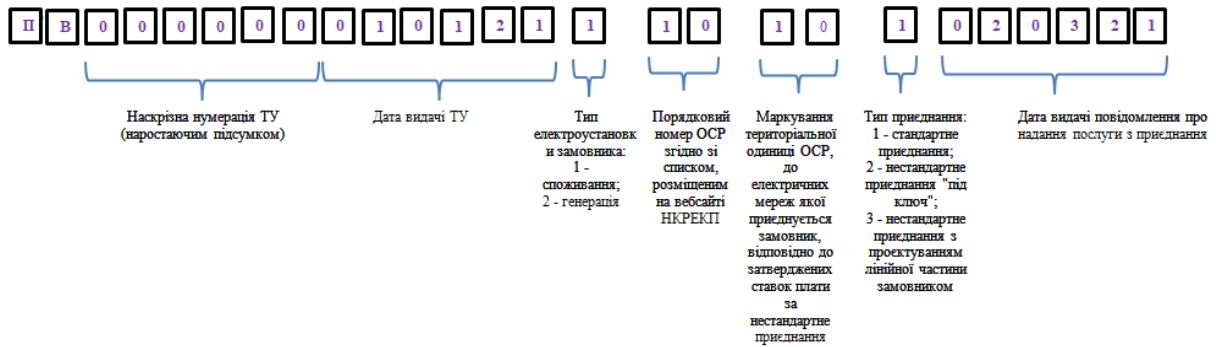 П В 0 0 0 0 0 0 0 1 0 1 2 1 1 1 0 1 0 1 0 2 0 3 2 1
Наскрізна нумерація ТУ
(наростаючим підсумком)
Дата видачі ТУ
Тип
електроустановк
и замовника:
1 -
споживання;
2 - генерація
Порядковий
номер ОСР
згідно зі
списком,
розміщеним
на вебсайті
НКРЕКП
Маркування
територіальної
одиниці ОСР,
до
електричних
мереж якої
приєднується
замовник,
відповідно до
затверджених
ставок плати
за
нестандартне
приєднання
Тип приєднання:
1 - стандартне
приєднання;
2 - нестандартне
приєднання "під
ключ";
3 - нестандартне
приєднання з
проєктуванням
лінійної частини
замовником
Дата видачі повідомлення про
надання послуги з приєднання